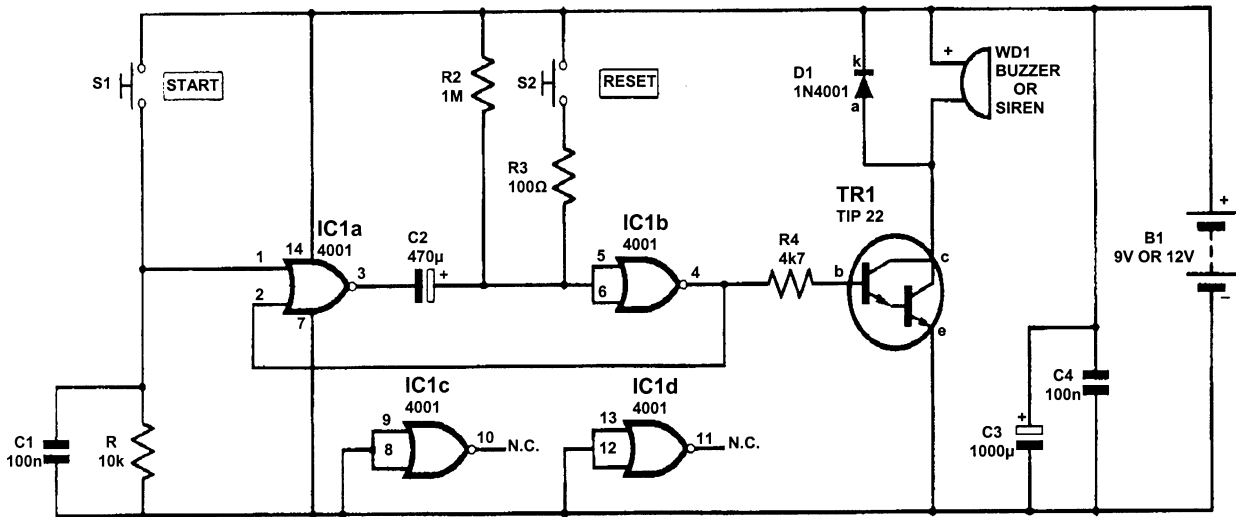 S1
START
R2
1M
S2
RESET
R3
100Ω
k
D1
1N4001
a
+
WD1
BUZZER
OR
SIREN
IC1a
4001
14
1
2
3
7
C2
470µ
+
IC1b
4001
5
6
4
R4
4k7
TR1
TIP 22
b
c
e
B1
9V OR 12V
+
−
C1
100n
R
10k
IC1c
4001
9
8
10
N.C.
IC1d
4001
13
12
11
N.C.
+
C3
1000µ
C4
100n